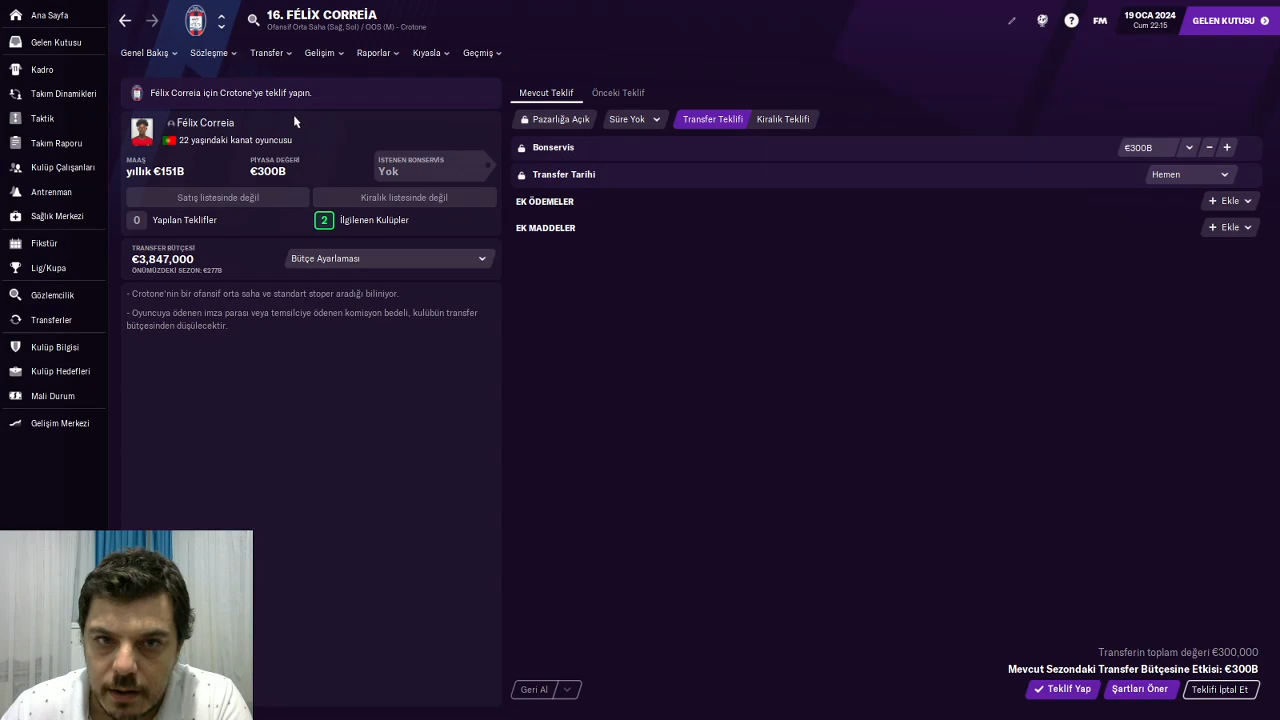 Ana Sayfa
Gelen Kutusu
Kadro
Takım Dinamikleri
Taktik
Takım Raporu
Kulüp Çalışanları
Antrenman
Sağlık Merkezi
Fikstür
Lig/Kupa
Gözlemcilik
Transferler
Kulüp Bilgisi
Kulüp Hedefleri
Mali Durum
Gelişim Merkezi
16. FÉLİX CORREİA
Ofansif Orta Saha (Sağ, Sol) / OOS (M) - Crotone
FM
19 OCA 2024
Cum 22:15
GELEN KUTUSU
Genel Bakış Sözleşme Transfer Gelişim Raporlar Kıyasla Geçmiş
Félix Correia için Crotone'ye teklif yapın.
Félix Correia
22 yaşındaki kanat oyuncusu
MAAŞ
yıllık €151B
PİYASA DEĞERİ
€300B
İSTENEN BONSERVİS
Yok
Satış listesinde değil
Kiralık listesinde değil
0 Yapılan Teklifler
2 İlgilenen Kulüpler
TRANSFER BÜTÇESİ
€3,847,000
ÖNÜMÜZDEKİ SEZON: €277B
Bütçe Ayarlaması
- Crotone'nin bir ofansif orta saha ve standart stoper aradığı biliniyor.
- Oyuncuya ödenen imza parası veya temsilciye ödenen komisyon bedeli, kulübün transfer
bütçesinden düşülecektir.
Mevcut Teklif Önceki Teklif
Pazarlığa Açık Süre Yok Transfer Teklifi Kiralık Teklifi
Bonservis €300B
Transfer Tarihi Hemen
EK ÖDEMELER + Ekle
EK MADDELER + Ekle
Transferin toplam değeri €300,000
Mevcut Sezondaki Transfer Bütçesine Etkisi: €300B
Geri Al
Teklif Yap Şartları Öner Teklifi İptal Et